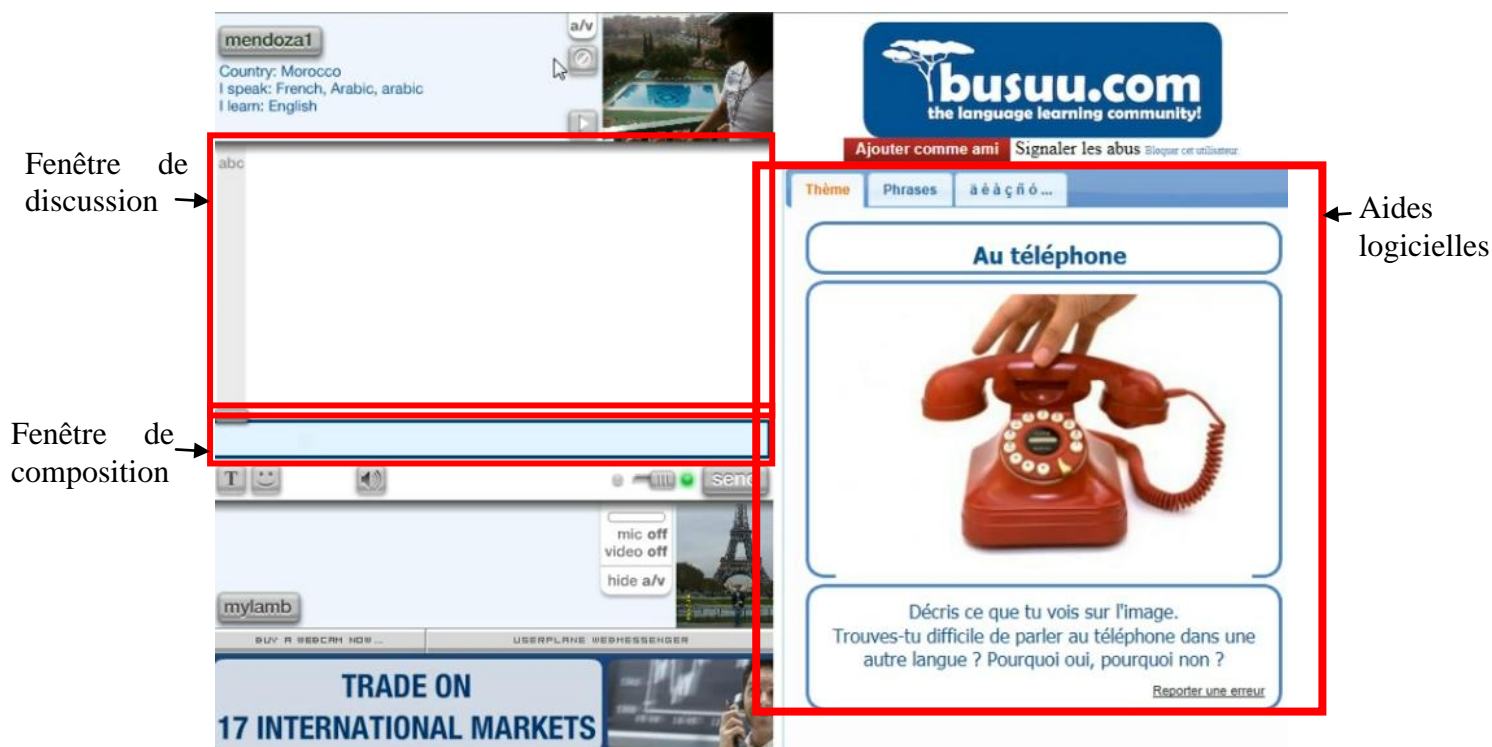 mendoza1
Country: Morocco
I speak: French, Arabic, arabic
I learn: English
a/v
busuu.com
the language learning community!
Ajouter comme ami
Signaler les abus
Bloquer cet utilisateur.
Fenêtre de
discussion
abc
Thème
Phrases
ä è à ç ñ ó ...
Aides
logicielles
Au téléphone
Fenêtre de
composition
T
send
mic off
video off
hide a/v
mylamb
BUY A WEBCAM NOW...
USERPLANE WEBMESSENGER
Décris ce que tu vois sur l'image.
Trouves-tu difficile de parler au téléphone dans une
autre langue ? Pourquoi oui, pourquoi non ?
Reporter une erreur
TRADE ON
17 INTERNATIONAL MARKETS